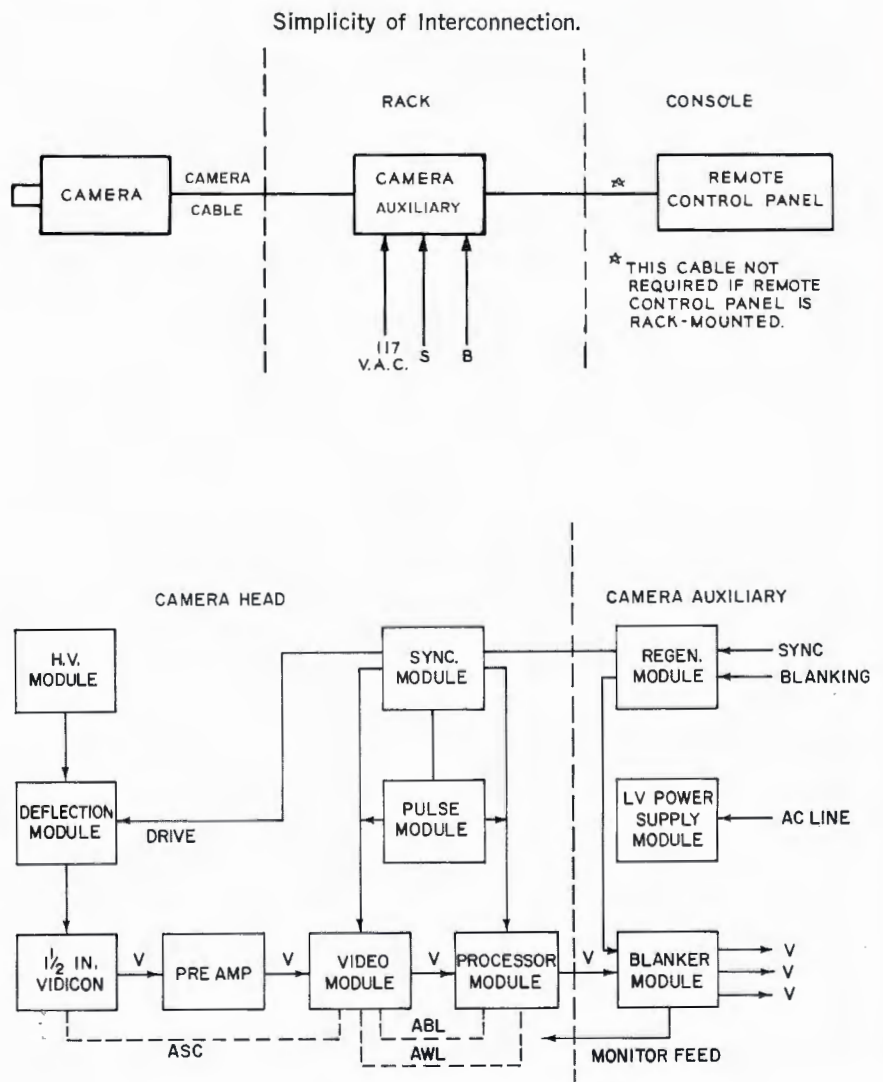 Simplicity of Interconnection.
RACK
CONSOLE
CAMERA
CAMERA
CABLE
CAMERA
AUXILIARY
☆
REMOTE
CONTROL PANEL
117
V.A.C.
S
B
☆ THIS CABLE NOT
REQUIRED IF REMOTE
CONTROL PANEL IS
RACK-MOUNTED.
CAMERA HEAD
CAMERA AUXILIARY
H.V.
MODULE
SYNC.
MODULE
REGEN.
MODULE
SYNC
BLANKING
DEFLECTION
MODULE
DRIVE
PULSE
MODULE
LV POWER
SUPPLY
MODULE
AC LINE
1½ IN.
VIDICON
V
PRE AMP
V
VIDEO
MODULE
V
PROCESSOR
MODULE
V
BLANKER
MODULE
V
V
V
ASC
ABL
AWL
MONITOR FEED